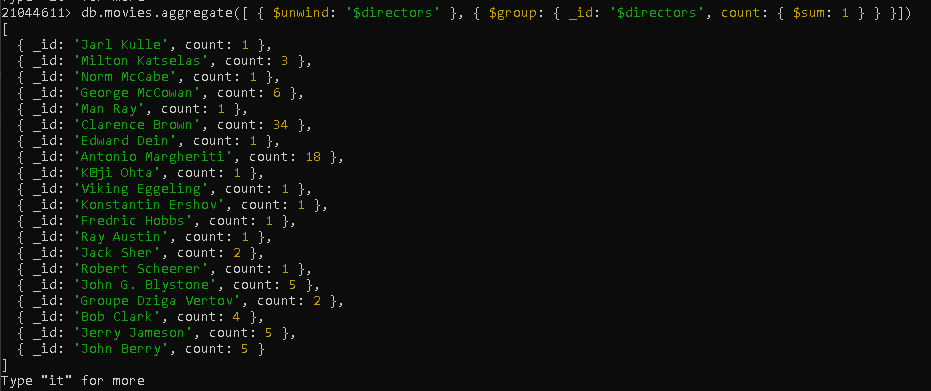 21044611> db.movies.aggregate([ { $unwind: '$directors' }, { $group: { _id: '$directors', count: { $sum: 1 } } }])
[
{ _id: 'Jarl Kulle', count: 1 },
{ _id: 'Milton Katselas', count: 3 },
{ _id: 'Norm McCabe', count: 1 },
{ _id: 'George McCowan', count: 6 },
{ _id: 'Man Ray', count: 1 },
{ _id: 'Clarence Brown', count: 34 },
{ _id: 'Edward Dein', count: 1 },
{ _id: 'Antonio Margheriti', count: 18 },
{ _id: 'K�ji Ohta', count: 1 },
{ _id: 'Viking Eggeling', count: 1 },
{ _id: 'Konstantin Ershov', count: 1 },
{ _id: 'Fredric Hobbs', count: 1 },
{ _id: 'Ray Austin', count: 1 },
{ _id: 'Jack Sher', count: 2 },
{ _id: 'Robert Scheerer', count: 1 },
{ _id: 'John G. Blystone', count: 5 },
{ _id: 'Groupe Dziga Vertov', count: 2 },
{ _id: 'Bob Clark', count: 4 },
{ _id: 'Jerry Jameson', count: 5 },
{ _id: 'John Berry', count: 5 }
]
Type "it" for more